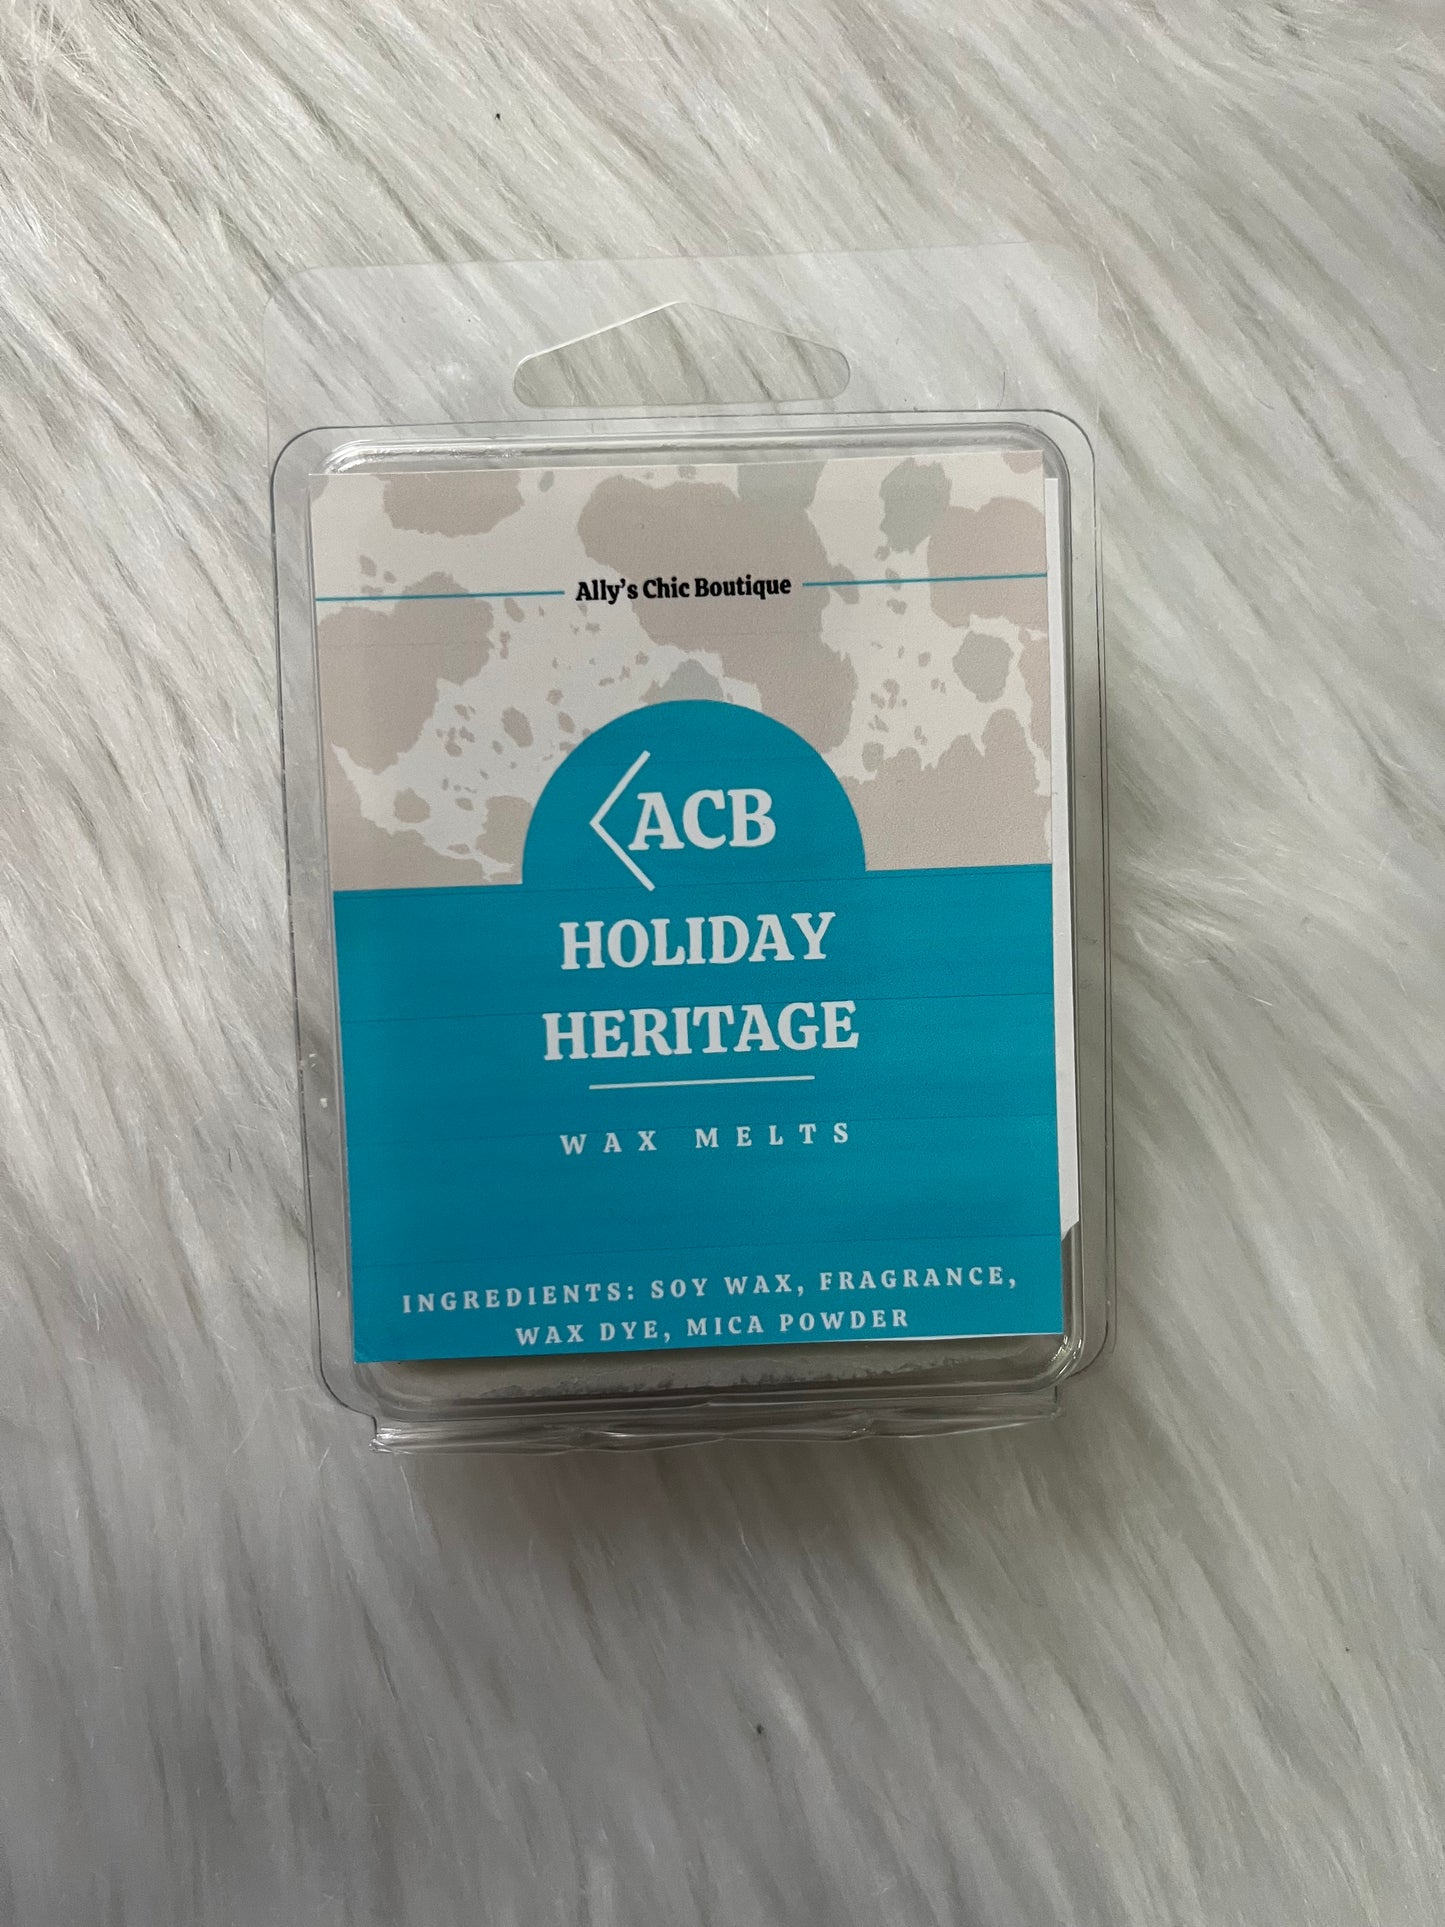 Ally's Chic Boutique
ACB
HOLIDAY
HERITAGE
WAX MELTS
INGREDIENTS: SOY WAX, FRAGRANCE,
WAX DYE, MICA POWDER